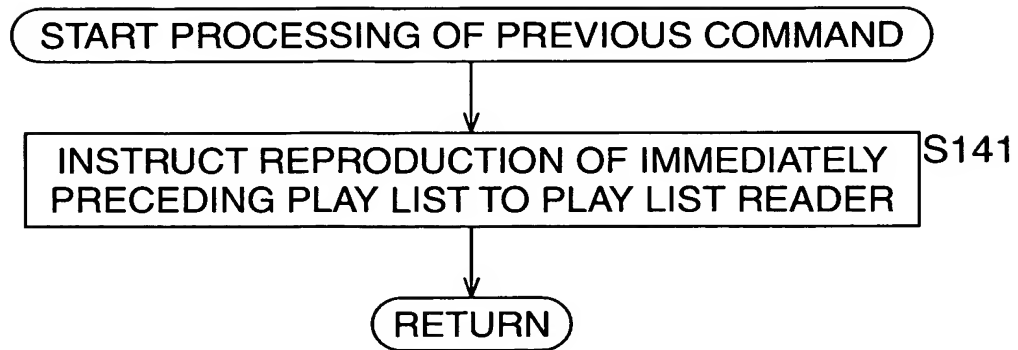 START PROCESSING OF PREVIOUS COMMAND
INSTRUCT REPRODUCTION OF IMMEDIATELY
PRECEDING PLAY LIST TO PLAY LIST READER
S141
RETURN